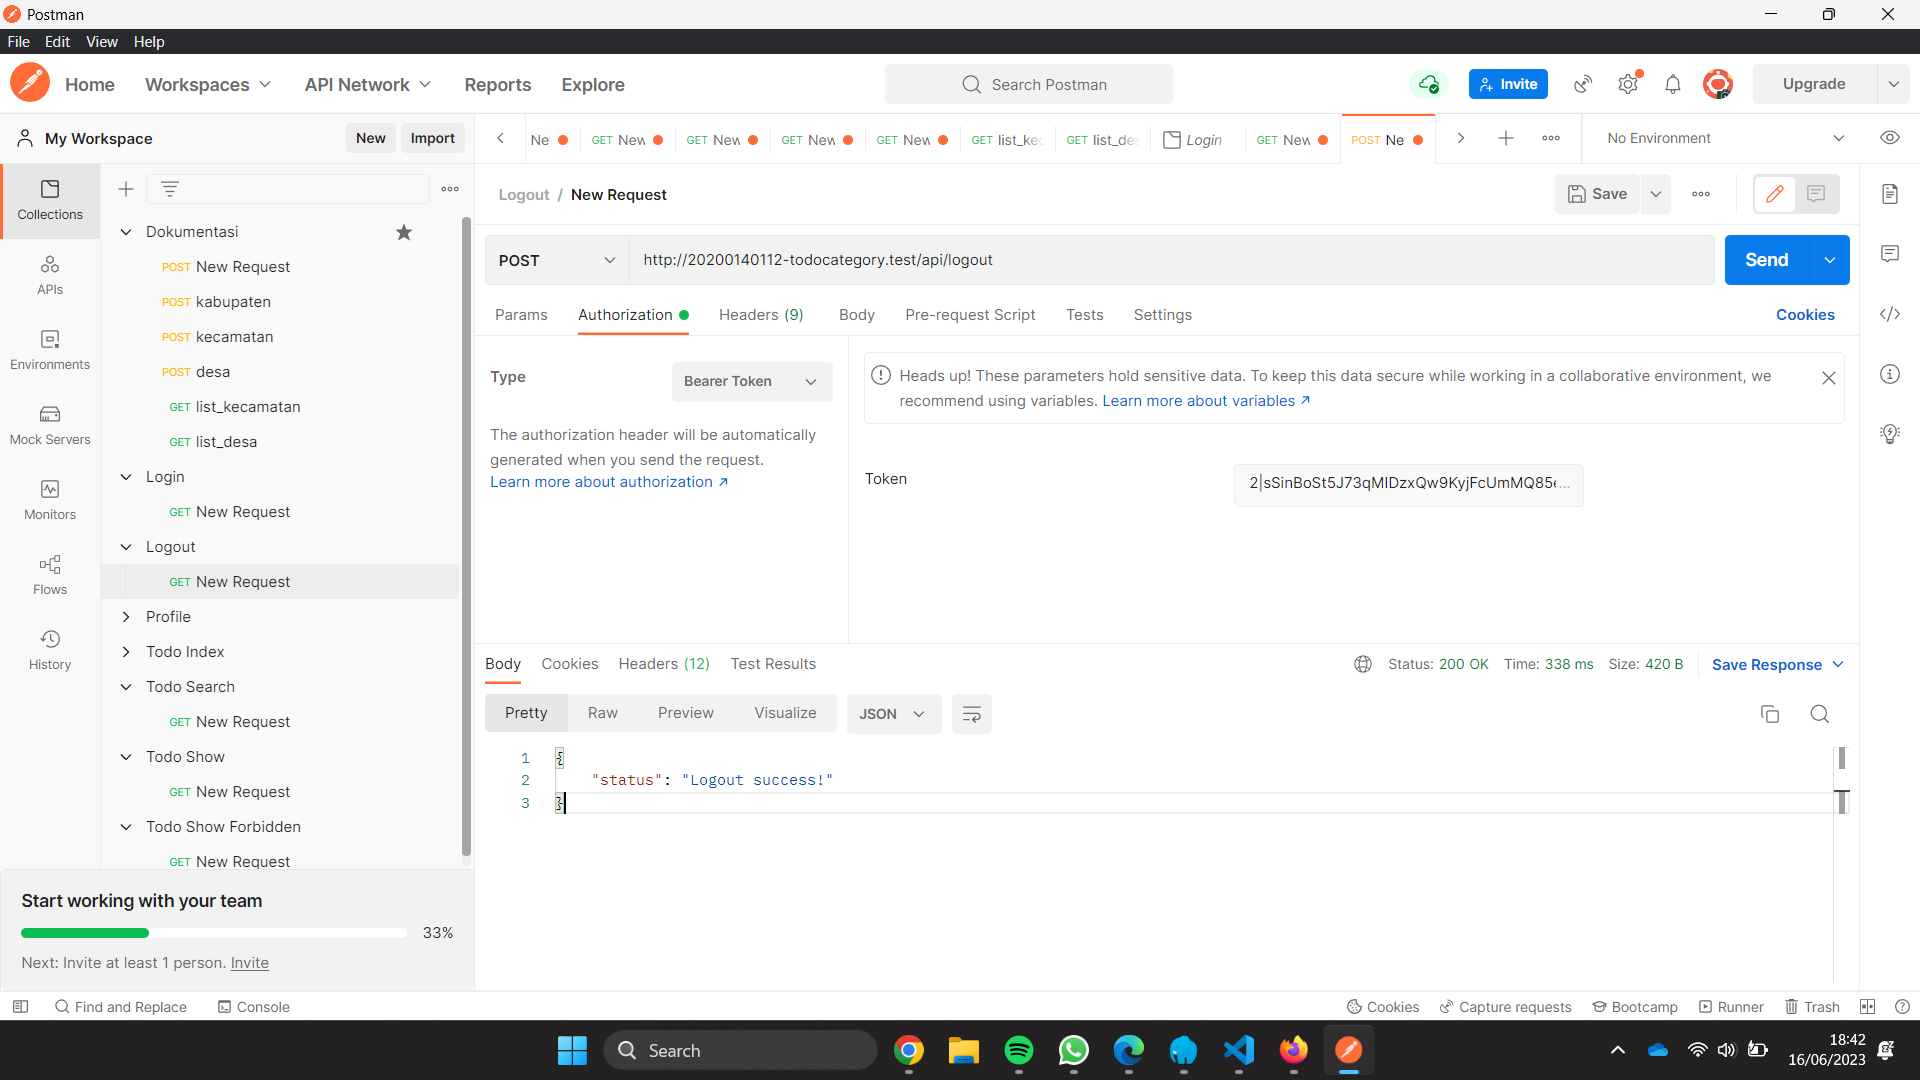 Postman
File Edit View Help
Home Workspaces API Network Reports Explore Search Postman Invite Upgrade
My Workspace New Import Ne GET New GET New GET New GET New GET list_kec GET list_de Login GET New POST Ne No Environment
Collections
APIs
Environments
Mock Servers
Monitors
Flows
History
Dokumentasi
POST New Request
POST kabupaten
POST kecamatan
POST desa
GET list_kecamatan
GET list_desa
Login
GET New Request
Logout
GET New Request
Profile
Todo Index
Todo Search
GET New Request
Todo Show
GET New Request
Todo Show Forbidden
GET New Request
Start working with your team
33%
Next: Invite at least 1 person. Invite
Logout / New Request Save
POST http://20200140112-todocategory.test/api/logout Send
Params Authorization Headers (9) Body Pre-request Script Tests Settings Cookies
Type Bearer Token
The authorization header will be automatically
generated when you send the request.
Learn more about authorization ↗
Heads up! These parameters hold sensitive data. To keep this data secure while working in a collaborative environment, we
recommend using variables. Learn more about variables ↗
Token 2|sSinBoSt5J73qMIDzxQw9KyjFcUmMQ85e...
Body Cookies Headers (12) Test Results Status: 200 OK Time: 338 ms Size: 420 B Save Response
Pretty Raw Preview Visualize JSON
1 {
2 "status": "Logout success!"
3 }
Find and Replace Console Cookies Capture requests Bootcamp Runner Trash
Search
18:42
16/06/2023